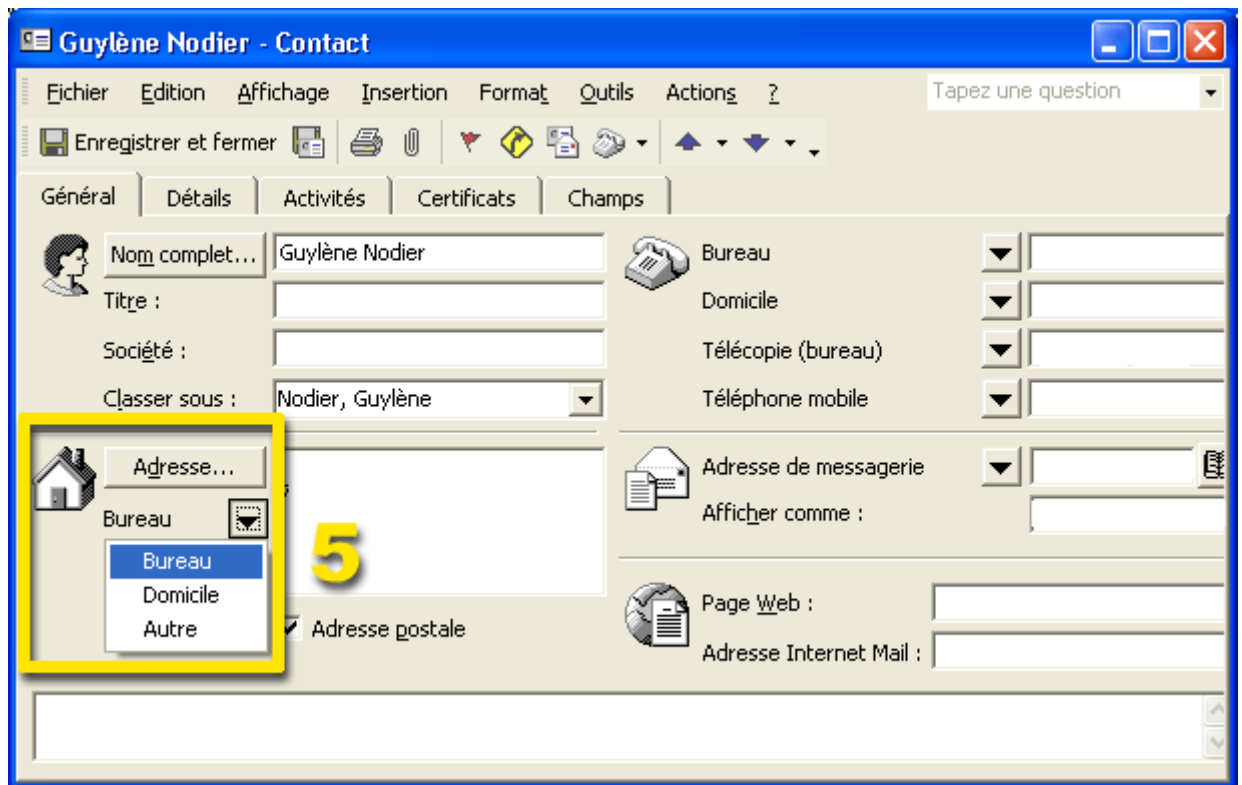 Guylène Nodier - Contact
Fichier Edition Affichage Insertion Format Outils Actions ? Tapez une question
Enregistrer et fermer
Général Détails Activités Certificats Champs
Nom complet... Guylène Nodier Bureau
Titre : Domicile
Société : Télécopie (bureau)
Classer sous : Nodier, Guylène Téléphone mobile
Adresse... Adresse de messagerie
Bureau Afficher comme :
5
Bureau
Domicile Page Web :
Autre Adresse postale
Adresse Internet Mail :